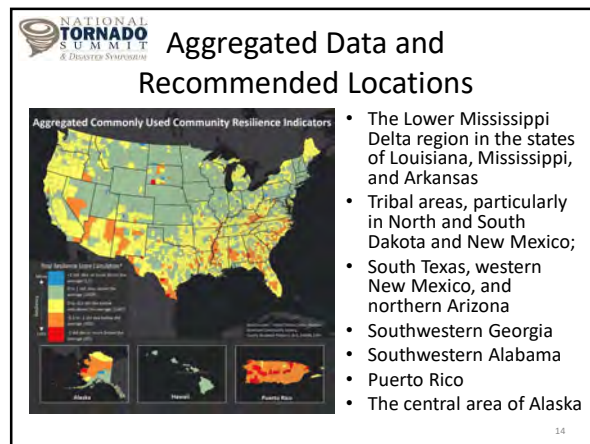 NATIONAL
TORNADO
SUMMIT
& DISASTER SYMPOSIUM
Aggregated Data and
Recommended Locations
Aggregated Commonly Used Community Resilience Indicators
• The Lower Mississippi
Delta region in the states
of Louisiana, Mississippi,
and Arkansas
• Tribal areas, particularly
in North and South
Dakota and New Mexico;
• South Texas, western
New Mexico, and
northern Arizona
• Southwestern Georgia
• Southwestern Alabama
• Puerto Rico
• The central area of Alaska
Alaska
Hawaii
Puerto Rico
14